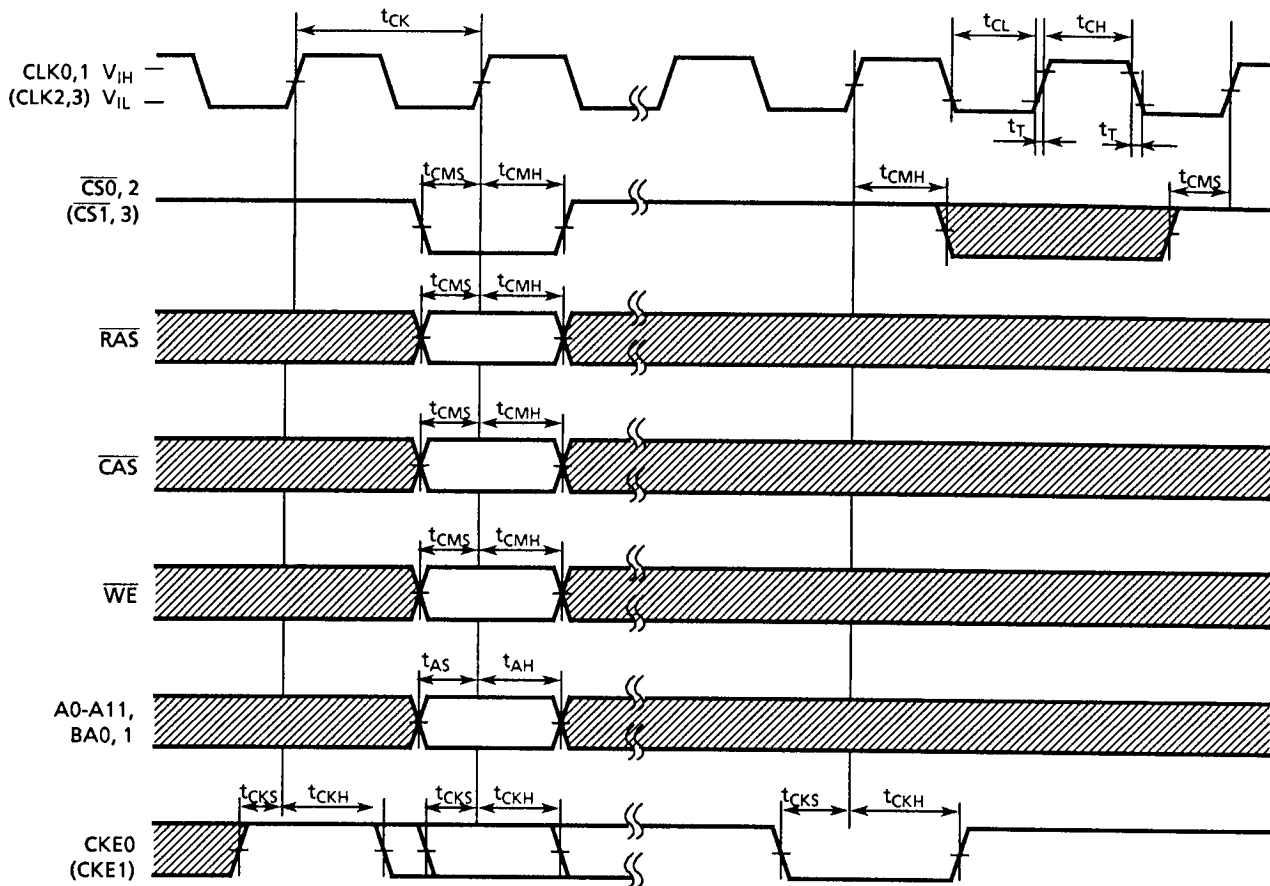 tCK
tCL
tCH
CLK0,1 VIH
(CLK2,3) VIL
tT
tT
tCMS
tCMH
tCMH
tCMS
CS0, 2
(CS1, 3)
tCMS
tCMH
RAS
tCMS
tCMH
CAS
tCMS
tCMH
WE
tAS
tAH
A0-A11,
BA0, 1
tCKS
tCKH
tCKS
tCKH
tCKS
tCKH
CKE0
(CKE1)